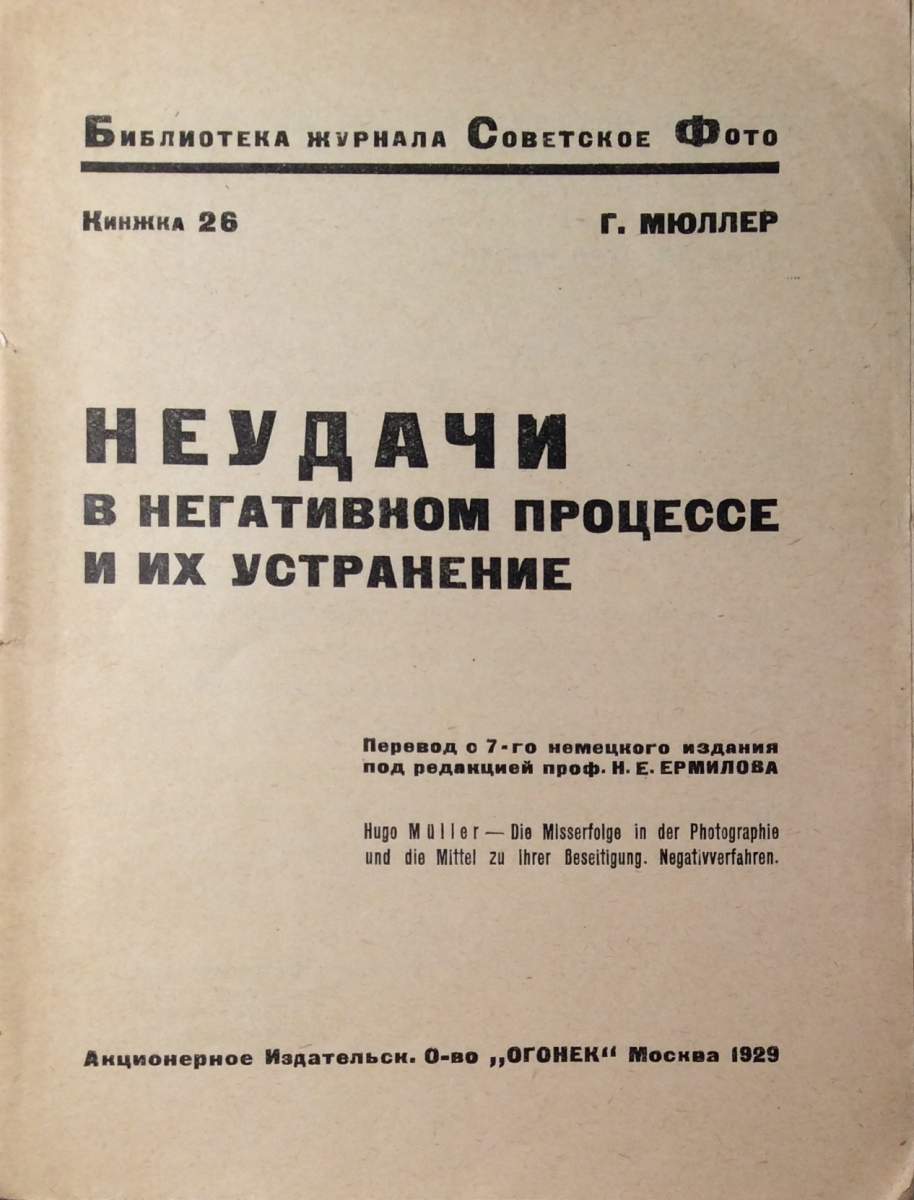 Библиотека журнала Советское Фото
Кинжка 26 Г. МЮЛЛЕР
НЕУДАЧИ
В НЕГАТИВНОМ ПРОЦЕССЕ
И ИХ УСТРАНЕНИЕ
Перевод с 7-го немецкого издания
под редакцией проф. Н. Е. ЕРМИЛОВА
Hugo Müller — Die Misserfolge in der Photographie
und die Mittel zu Ihrer Beseitigung. Negativverfahren.
Акционерное Издательск. О-во „ОГОНЕК“ Москва 1929